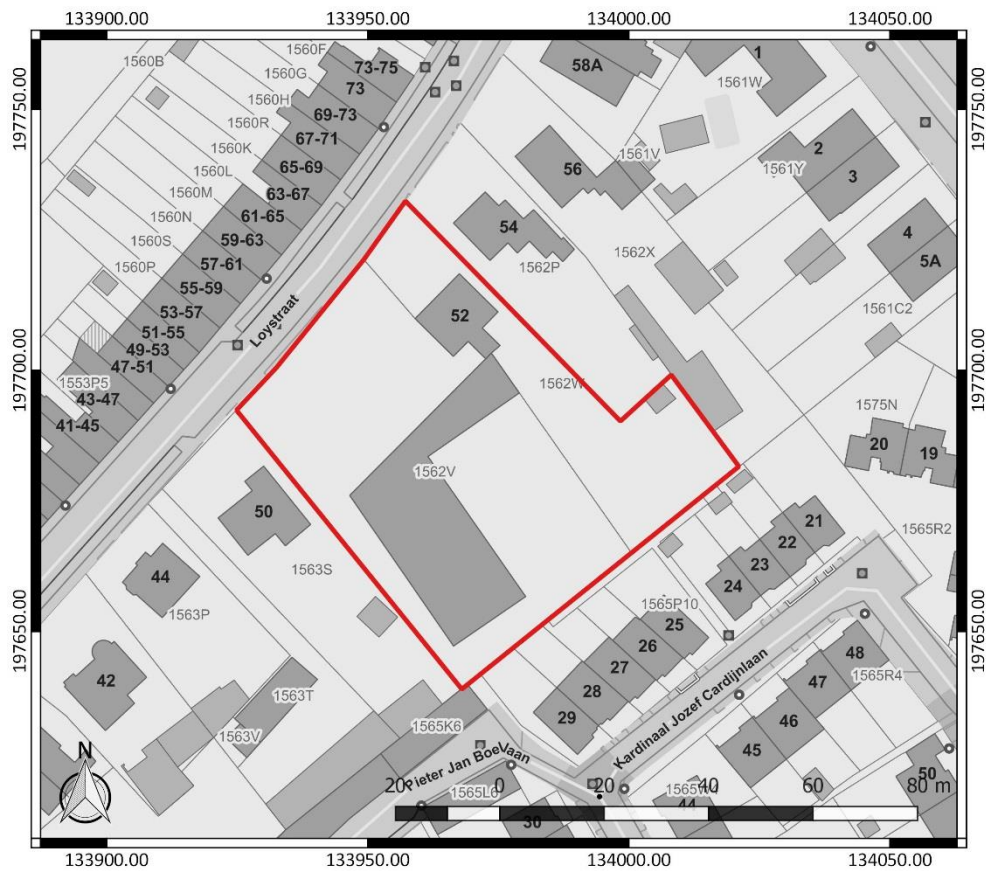 133900.00 133950.00 134000.00 134050.00
197750.00
197700.00
197650.00
197750.00
197700.00
197650.00
1560F
73-75
1560B
1560G
73
1560H
69-73
1560R
67-71
1560K
65-69
1560L
63-67
1560M
61-65
1560N
59-63
1560S
57-61
1560P
55-59
53-57
51-55
49-53
47-51
1553P5
43-47
41-45
Loystraat
58A
1
1561W
56
1561V
2
1561Y
3
54
1562P
1562X
4
5A
1561C2
52
1562W
1562V
1575N
20
19
50
1563S
44
1563P
42
1563T
1563V
21
22
23
24
1565R2
1565P10
25
26
27
28
29
48
1565R4
47
46
45
50
1565K6
Pieter Jan Boellaan
Kardinaal Jozef Cardijnlaan
1565L6
30
44
N
20 0 20 40 60 80 m
133900.00 133950.00 134000.00 134050.00